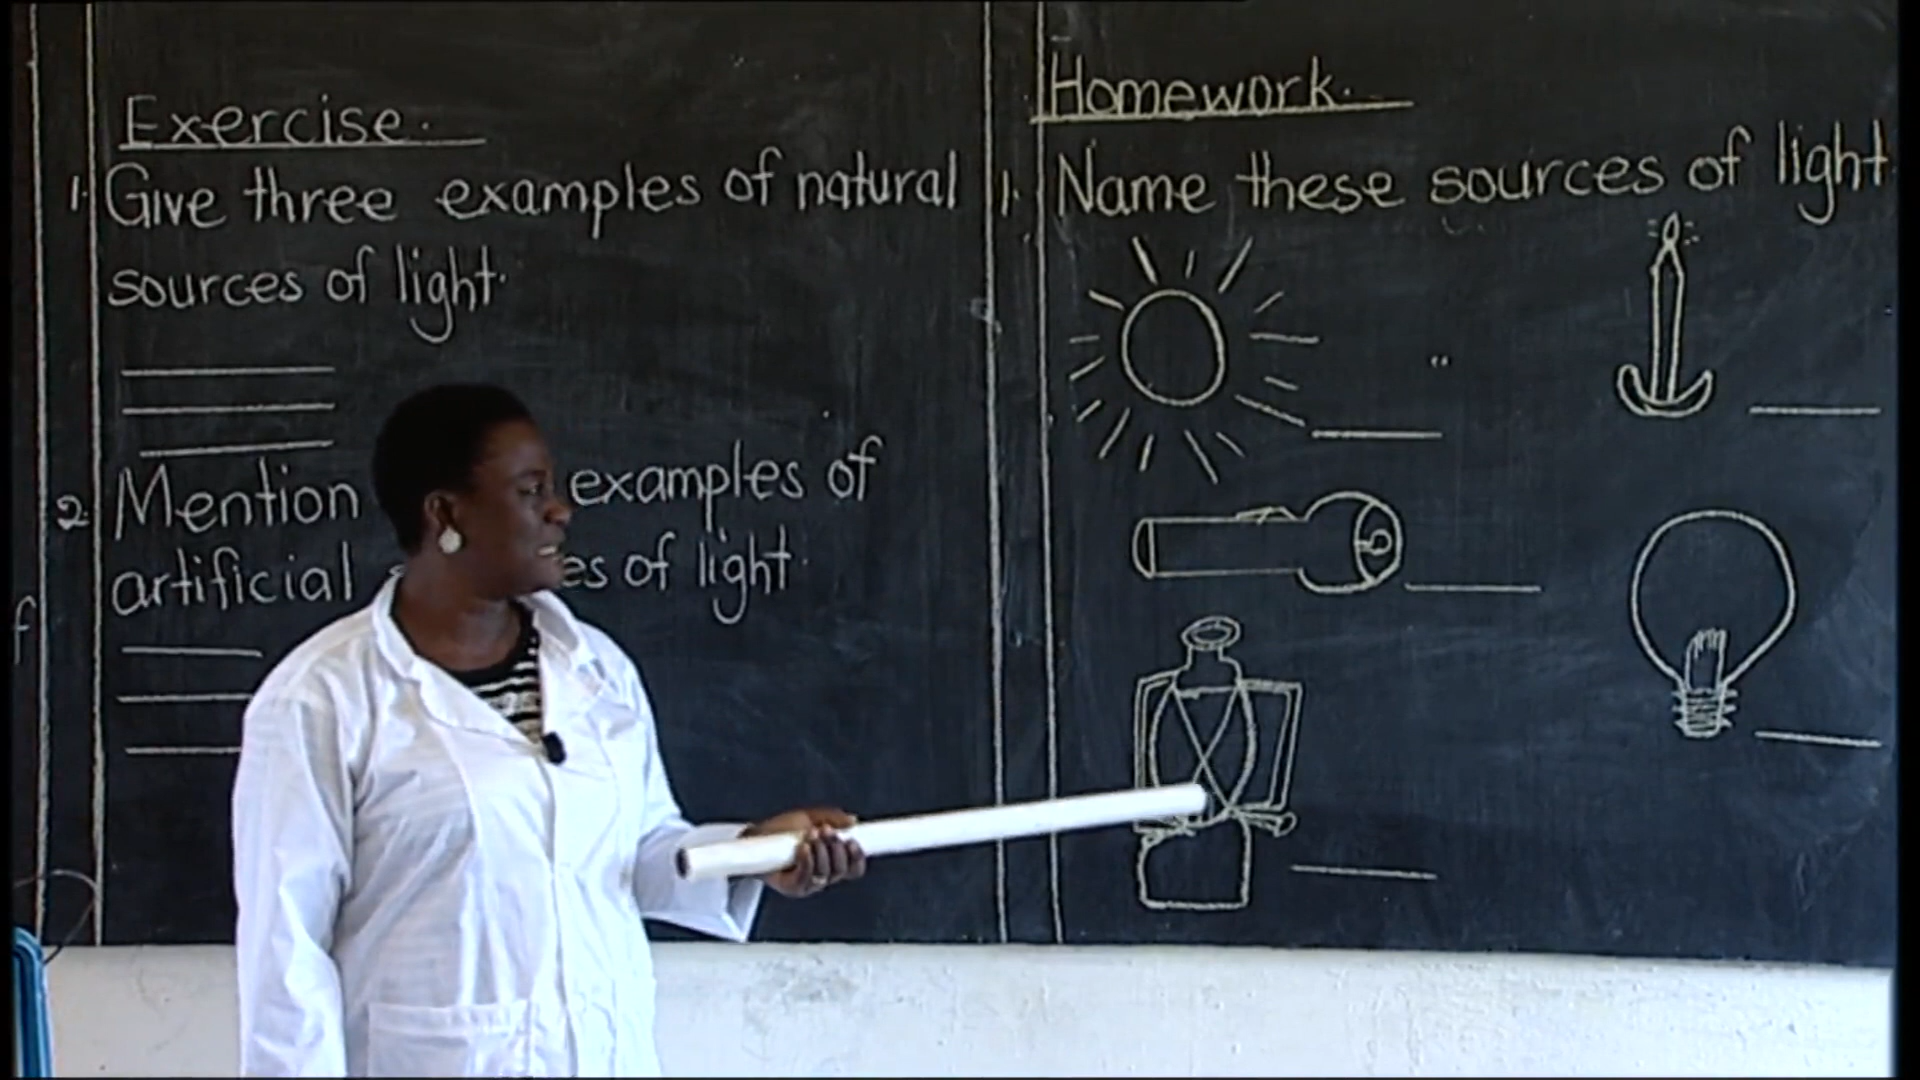 Exercise.
1. Give three examples of natural
sources of light.
2. Mention examples of
artificial es of light.
f
Homework.
1. Name these sources of light.